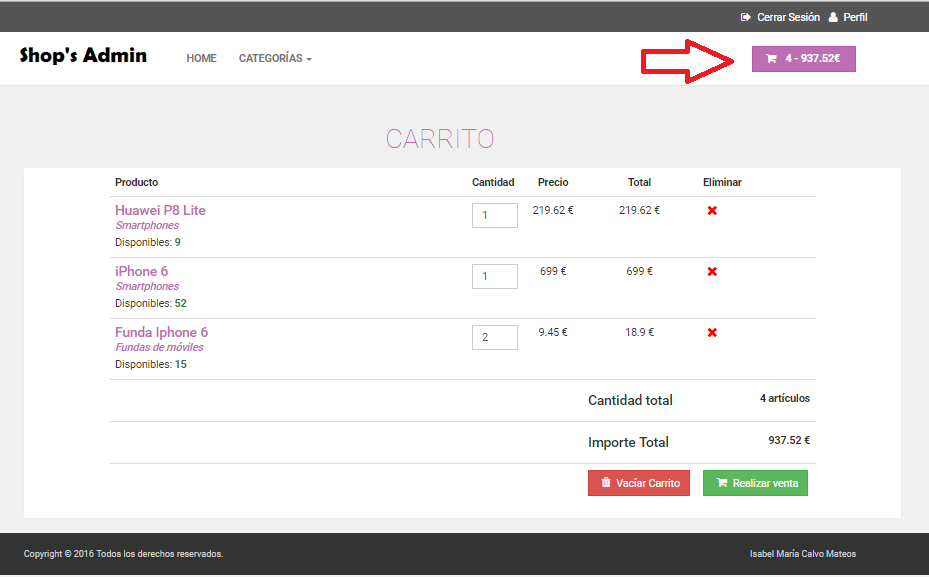 Cerrar Sesión Perfil
Shop's Admin HOME CATEGORÍAS 4 - 937.52€
CARRITO
Producto Cantidad Precio Total Eliminar
Huawei P8 Lite 1 219.62 € 219.62 €
Smartphones
Disponibles: 9
iPhone 6 1 699 € 699 €
Smartphones
Disponibles: 52
Funda Iphone 6 2 9.45 € 18.9 €
Fundas de móviles
Disponibles: 15
Cantidad total 4 artículos
Importe Total 937.52 €
Vacíar Carrito Realizar venta
Copyright © 2016 Todos los derechos reservados. Isabel María Calvo Mateos